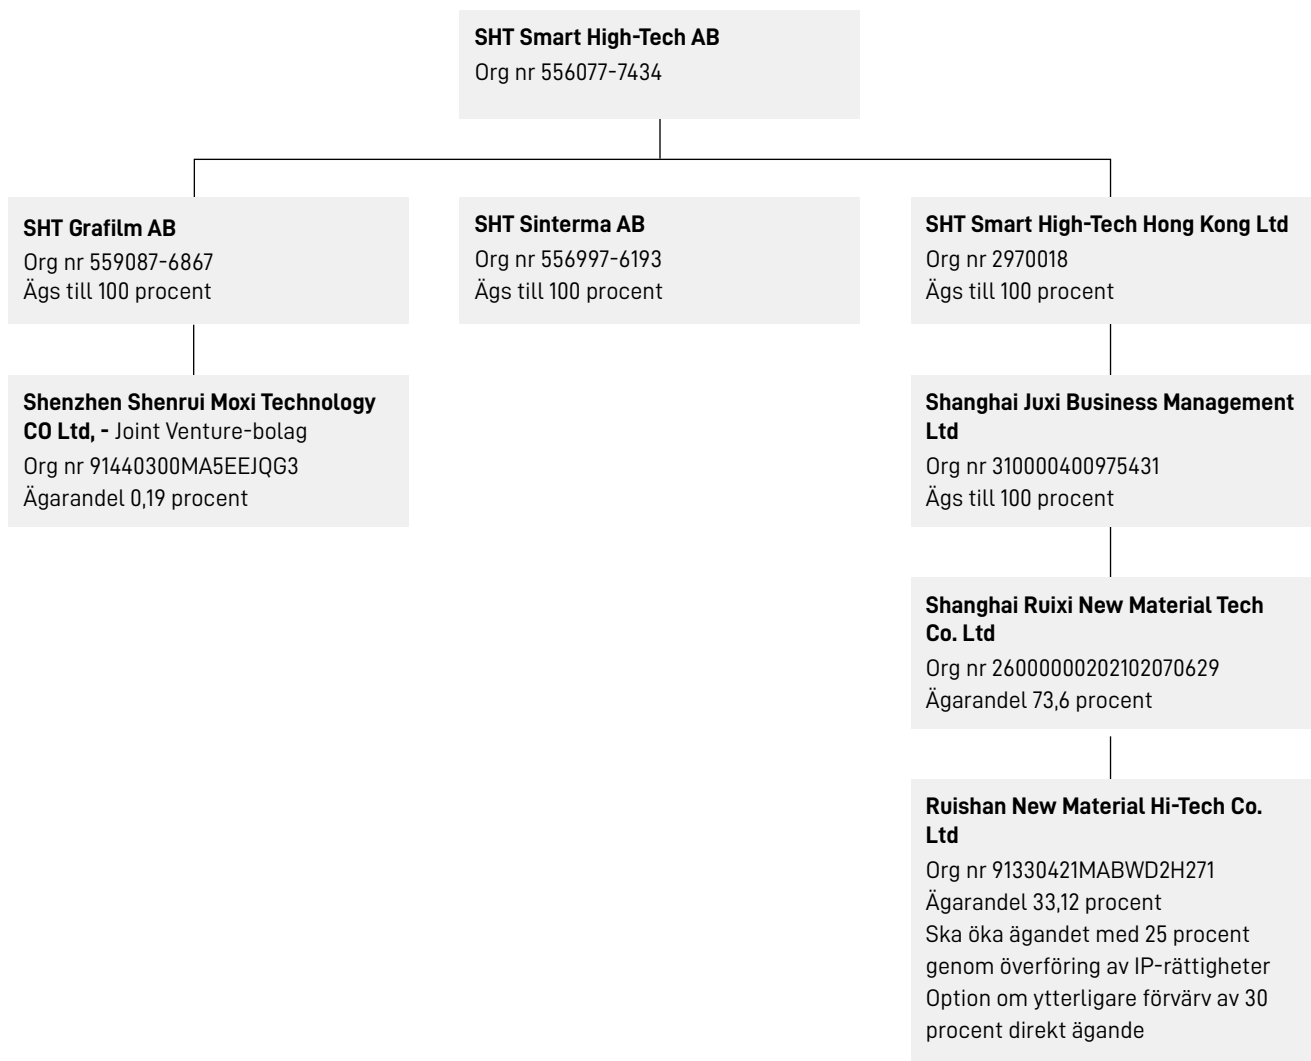 SHT Smart High-Tech AB
Org nr 556077-7434
SHT Grafilm AB
Org nr 559087-6867
Ägs till 100 procent
SHT Sinterma AB
Org nr 556997-6193
Ägs till 100 procent
SHT Smart High-Tech Hong Kong Ltd
Org nr 2970018
Ägs till 100 procent
Shenzhen Shenrui Moxi Technology
CO Ltd, - Joint Venture-bolag
Org nr 91440300MA5EEJQG3
Ägarandel 0,19 procent
Shanghai Juxi Business Management
Ltd
Org nr 310000400975431
Ägs till 100 procent
Shanghai Ruixi New Material Tech
Co. Ltd
Org nr 26000000202102070629
Ägarandel 73,6 procent
Ruishan New Material Hi-Tech Co.
Ltd
Org nr 91330421MABWD2H271
Ägarandel 33,12 procent
Ska öka ägandet med 25 procent
genom överföring av IP-rättigheter
Option om ytterligare förvärv av 30
procent direkt ägande